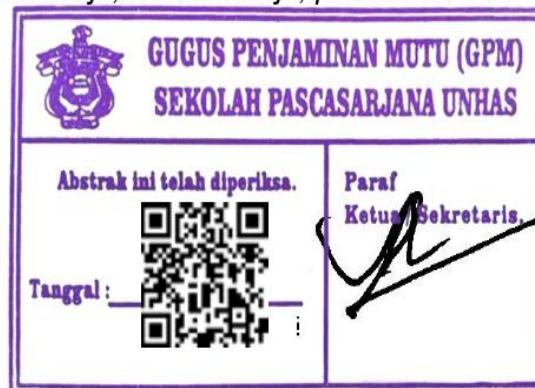 GUGUS PENJAMINAN MUTU (GPM)
SEKOLAH PASCASARJANA UNHAS
Abstrak ini telah diperiksa.
Tanggal :
Paraf
Ketua Sekretaris,